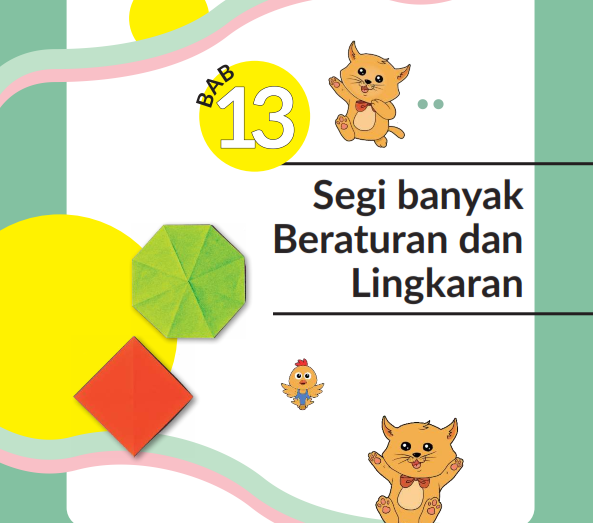 BAB
13
Segi banyak
Beraturan dan
Lingkaran